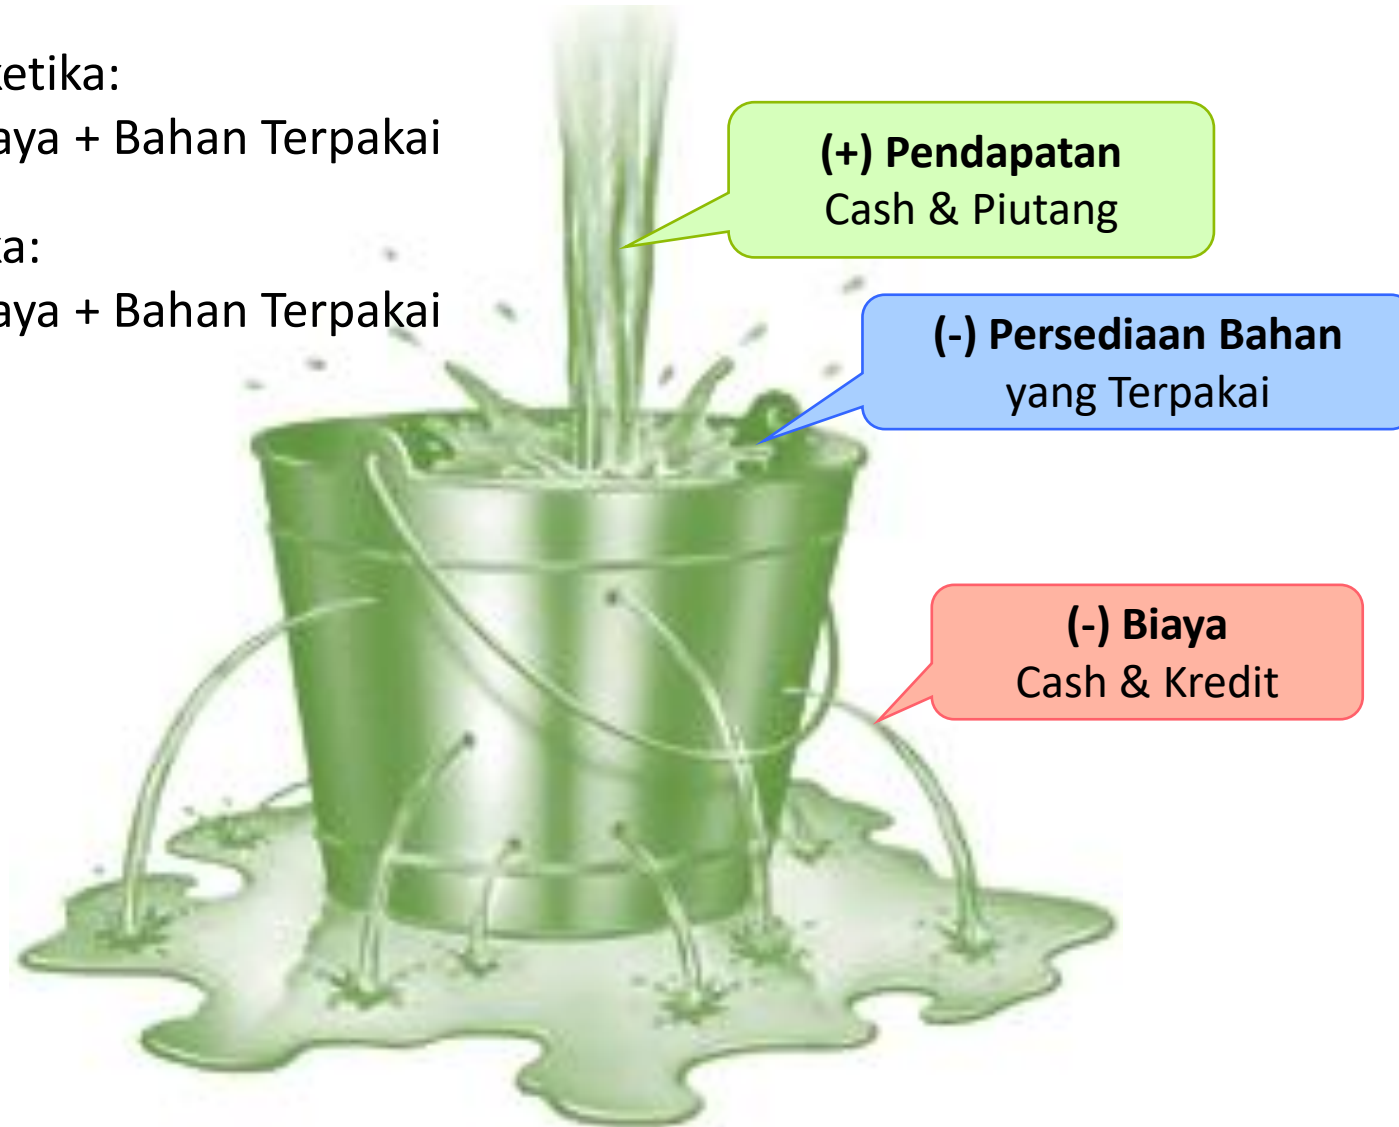 etika:
aya + Bahan Terpakai
a:
aya + Bahan Terpakai
(+) Pendapatan
Cash & Piutang
(-) Persediaan Bahan
yang Terpakai
(-) Biaya
Cash & Kredit